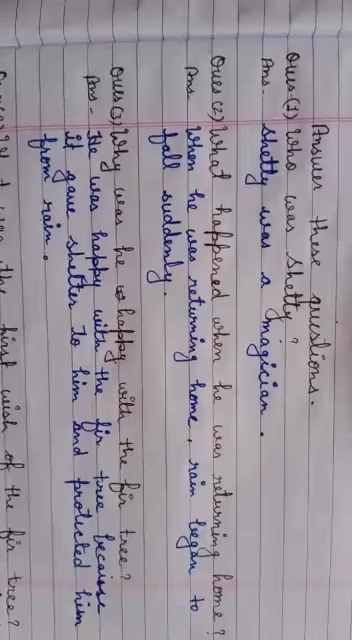 Answer these questions.
Ques (1) Who was shetty?
Ans. shetty was a magician.
Ques (2) What happened when he was returning home?
Ans When he was returning home, rain began to
fall suddenly.
Ques (3) Why was he happy with the fir tree?
Ans - He was happy with the fir tree because
it gave shelter to him and protected him
from rain.
was the first wish of the fir tree?